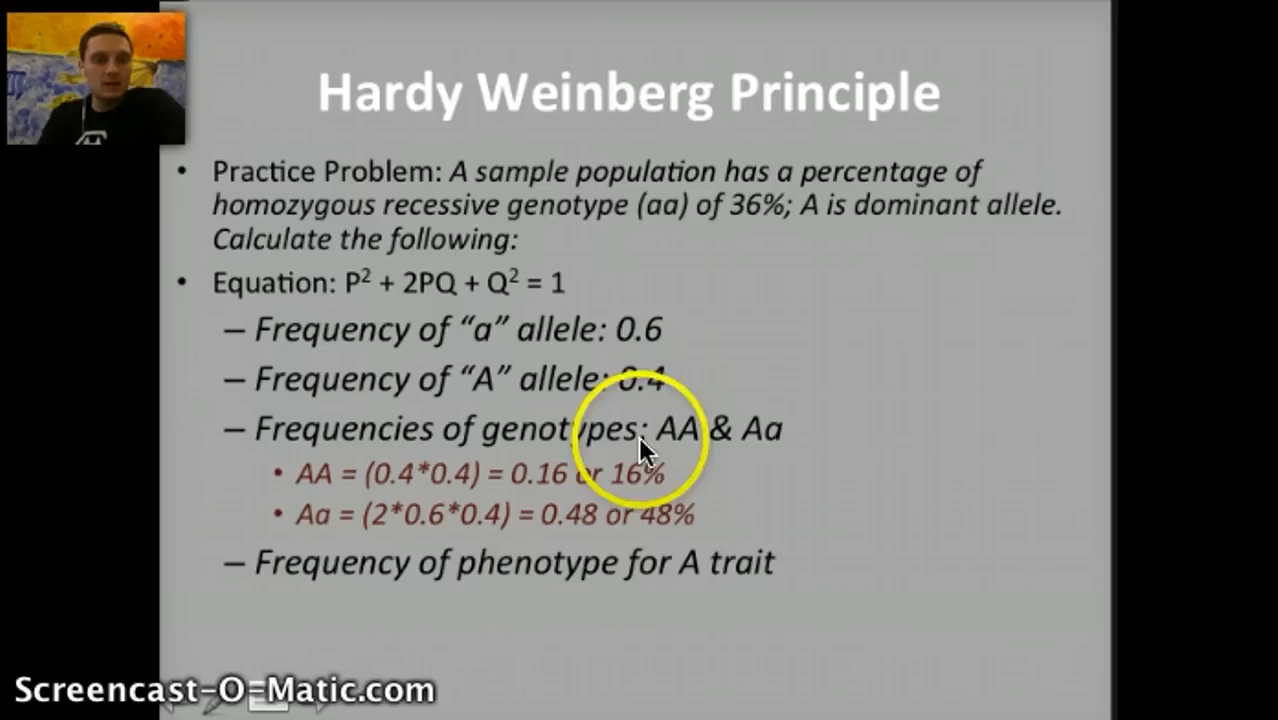 Hardy Weinberg Principle
• Practice Problem: A sample population has a percentage of
homozygous recessive genotype (aa) of 36%; A is dominant allele.
Calculate the following:
• Equation: P² + 2PQ + Q² = 1
– Frequency of “a” allele: 0.6
– Frequency of “A” allele: 0.4
– Frequencies of genotypes: AA & Aa
• AA = (0.4*0.4) = 0.16 or 16%
• Aa = (2*0.6*0.4) = 0.48 or 48%
– Frequency of phenotype for A trait
Screencast-O-Matic.com